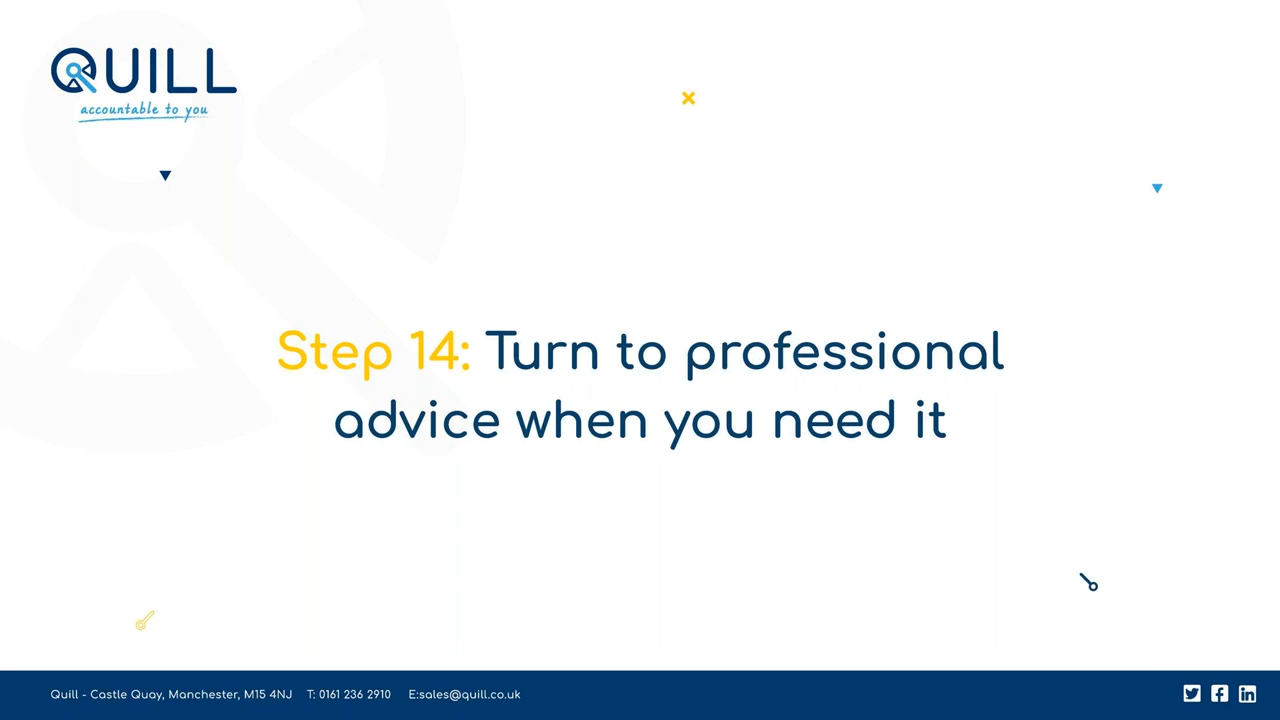 QUILL
accountable to you
Step 14: Turn to professional
advice when you need it
Quill - Castle Quay, Manchester, M15 4NJ T: 0161 236 2910 E:sales@quill.co.uk